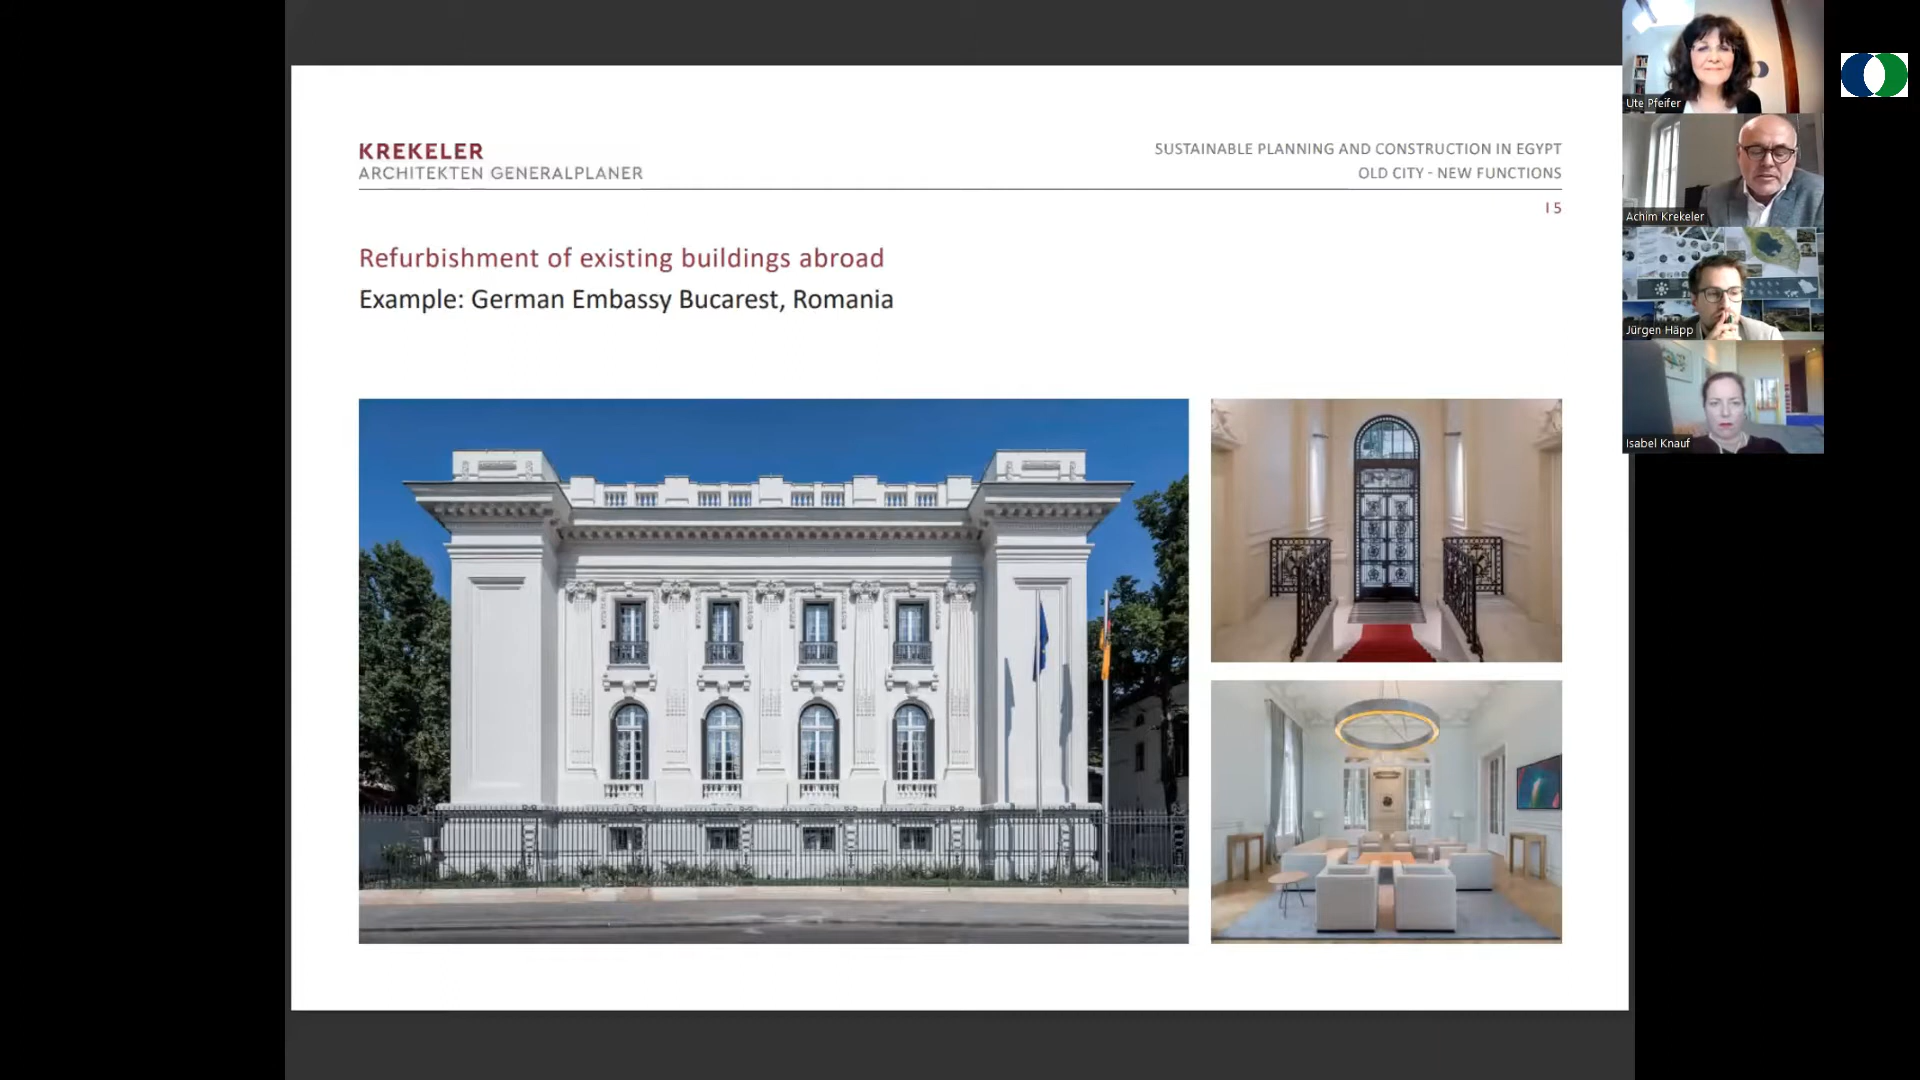 KREKELER
ARCHITEKTEN GENERALPLANER
SUSTAINABLE PLANNING AND CONSTRUCTION IN EGYPT
OLD CITY - NEW FUNCTIONS
I 5
Refurbishment of existing buildings abroad
Example: German Embassy Bucarest, Romania
Ute Pfeifer
Achim Krekeler
Jürgen Häpp
Isabel Knauf